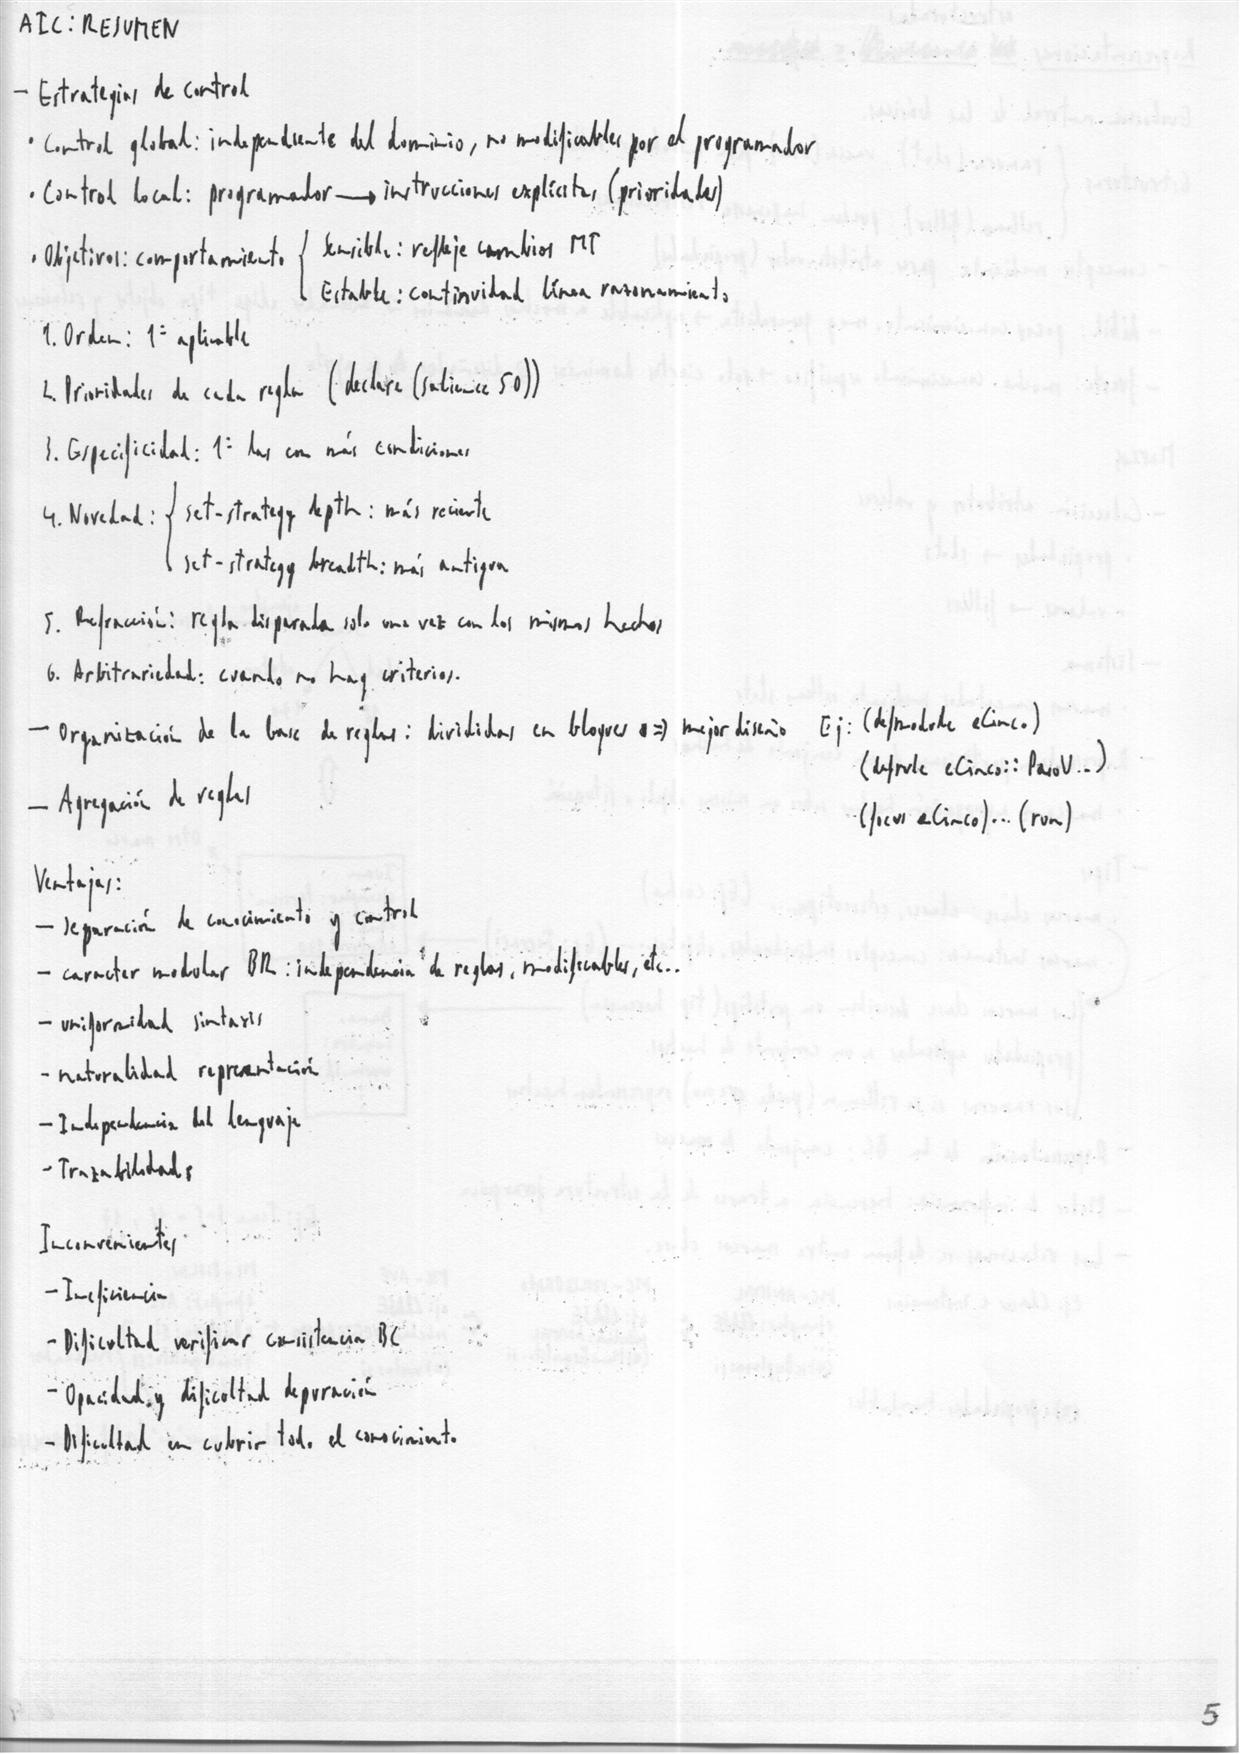 AIC: RESUMEN
- Estrategias de control
· Control global: independiente del dominio, no modificables por el programador
· Control local: programador → instrucciones explícitas (prioridades)
· Objetivos: comportamiento { Sensible: refleje cambios MT
Estable: continuidad línea razonamiento
1. Orden: 1º aplicable
2. Prioridades de cada regla (declare (salience 50))
3. Especificidad: 1º las con más condiciones
4. Novedad: { set-strategy depth: más reciente
set-strategy breadth: más antigua
5. Refracción: regla disparada solo una vez con los mismos hechos
6. Arbitrariedad: cuando no hay criterios.
- Organización de la base de reglas: divididas en bloques => mejor diseño Ej: (defmodule eCinco)
(defrule eCinco:: PasoV...)
- Agregación de reglas
(focus eCinco)... (run)
Ventajas:
- separación de conocimiento y control
- caracter modular BR: independencia de reglas, modificables, etc..
- uniformidad sintaxis
- naturalidad representación
- Independencia del lenguaje
- Trazabilidad
Inconvenientes
- Ineficiencia
- Dificultad verificar consistencia BC
- Opacidad y dificultad depuración
- Dificultad en cubrir todo el conocimiento
5